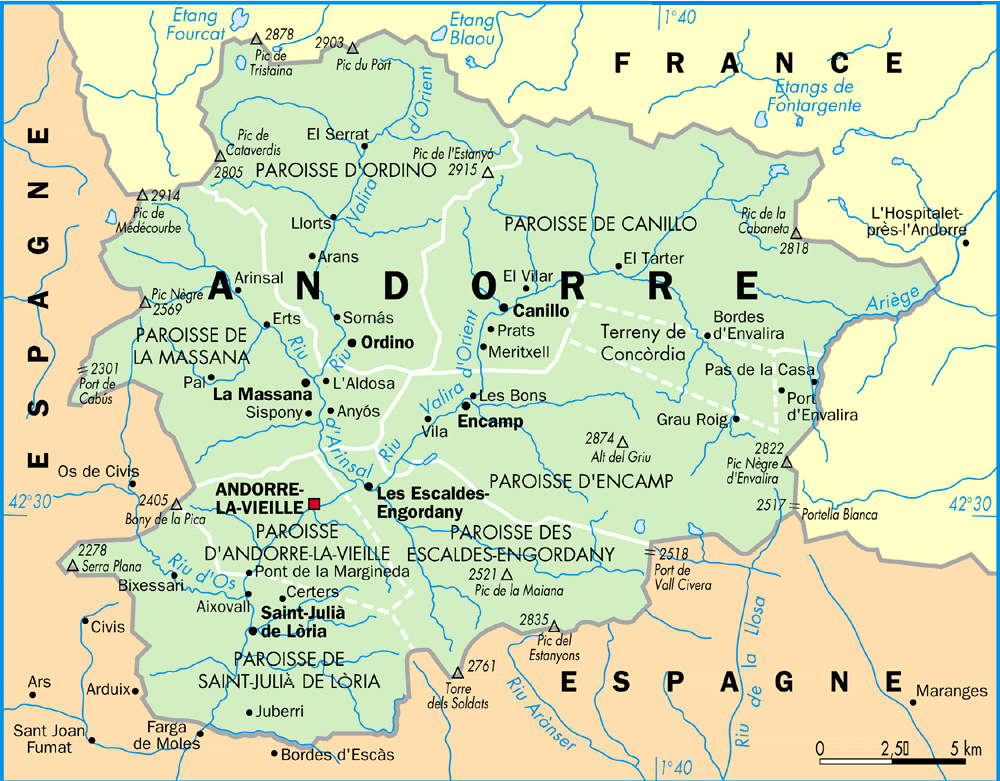 Etang
Fourcat
2878
Pic de
Tristaina
2903
Pic du Port
Etang
Blaou
1°40
FRANCE
Etangs de
Fontargente
ESPAGNE
El Serrat
Valira d'Orient
Pic de
Cataverdis
2805
PAROISSE D'ORDINO
Pic de l'Estanyó
2915
2914
Pic de
Médécourbe
Llorts
PAROISSE DE CANILLO
Pic de la
Cabaneta
2818
L'Hospitalet-
près-l'Andorre
Arans
El Tarter
Arinsal
El Vilar
ANDORRE
Ariège
Pic Nègre
2569
Canillo
Sornás
Erts
Prats
Bordes
d'Envalira
PAROISSE DE
LA MASSANA
Ordino
Meritxell
Terreny de
Concòrdia
2301
Port de
Cabús
Pal
La Massana
L'Aldosa
Riu
Riu
Valira d'Orient
Pas de la Casa
Port
d'Envalira
Sispony
Anyós
Les Bons
Encamp
Vila
Grau Roig
Riu
d'Arinsal
2874
Alt del Griu
2822
Pic Nègre
d'Envalira
Os de Civis
PAROISSE D'ENCAMP
42°30
2405
Bony de la Pica
ANDORRE-
LA-VIEILLE
Les Escaldes-
Engordany
2517
Portella Blanca
42°30
PAROISSE
D'ANDORRE-LA-VIEILLE
PAROISSE DES
ESCALDES-ENGORDANY
2278
Serra Plana
Riu d'Os
Bixessarri
Pont de la Margineda
2521
Pic de la Maiana
2518
Port de
Vall Civera
Aixovall
Certers
Civis
Saint-Julià
de Lòria
2835
Pic del
Estanyons
Riu de la Llosa
PAROISSE DE
SAINT-JULIÀ DE LÒRIA
2761
Torre
dels Soldats
Riu Arànser
ESPAGNE
Ars
Arduix
Maranges
Juberri
Sant Joan
Fumat
Farga
de Moles
Bordes d'Escàs
1°40
0 2,50 5 km